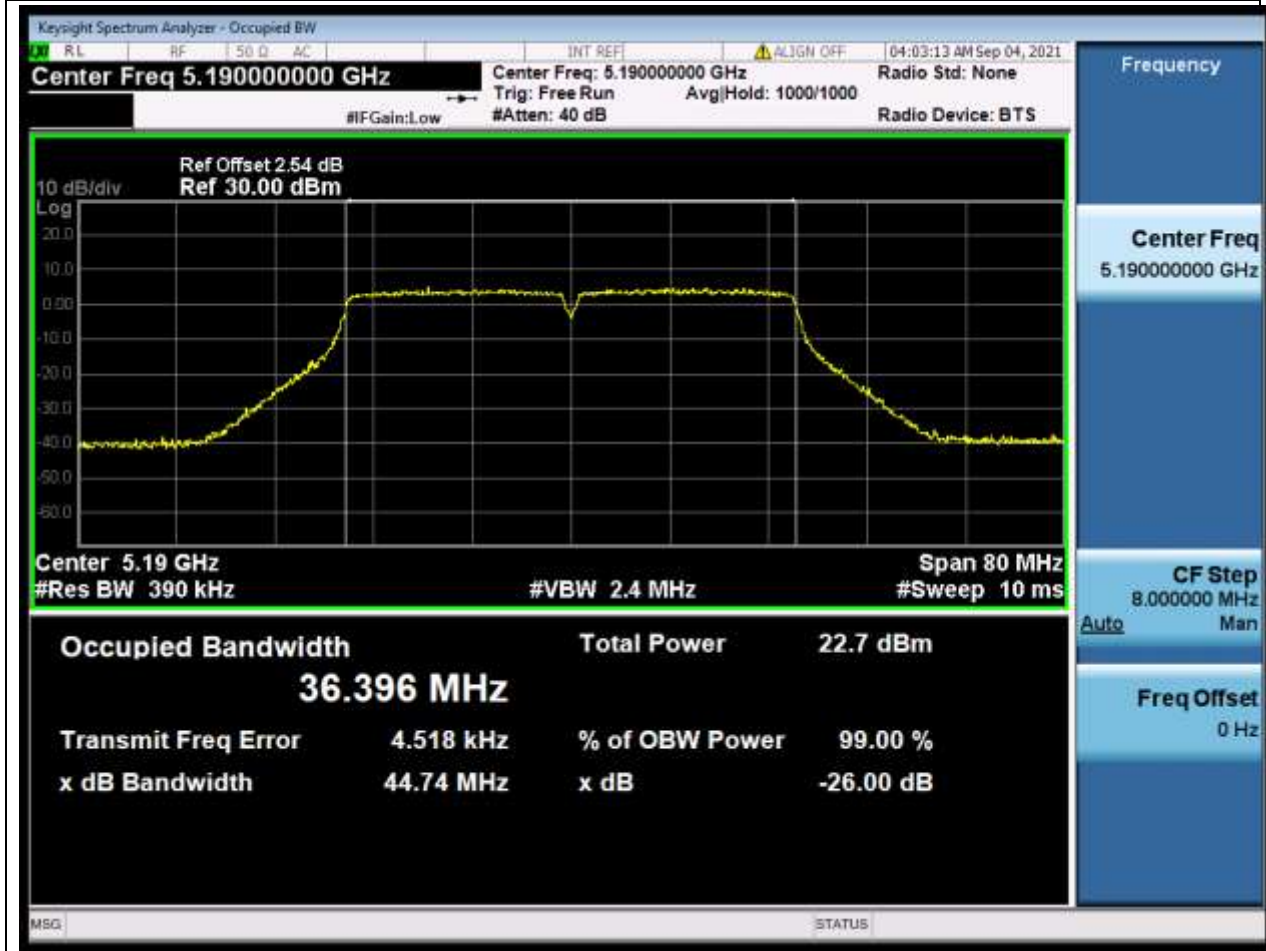 Keysight Spectrum Analyzer - Occupied BW
RL RF 50 Ω AC INT REF ALIGN OFF 04:03:13 AM Sep 04, 2021
Center Freq 5.190000000 GHz
Center Freq: 5.190000000 GHz
Radio Std: None
Trig: Free Run Avg|Hold: 1000/1000
#IFGain:Low
#Atten: 40 dB
Radio Device: BTS
Frequency
Ref Offset 2.54 dB
10 dB/div Ref 30.00 dBm
Log
20.0
10.0
0.00
-10.0
-20.0
-30.0
-40.0
-50.0
-60.0
Center 5.19 GHz Span 80 MHz
#Res BW 390 kHz #VBW 2.4 MHz #Sweep 10 ms
Center Freq
5.190000000 GHz
CF Step
8.000000 MHz
Auto Man
Freq Offset
0 Hz
Occupied Bandwidth Total Power 22.7 dBm
36.396 MHz
Transmit Freq Error 4.518 kHz % of OBW Power 99.00 %
x dB Bandwidth 44.74 MHz x dB -26.00 dB
MSG STATUS